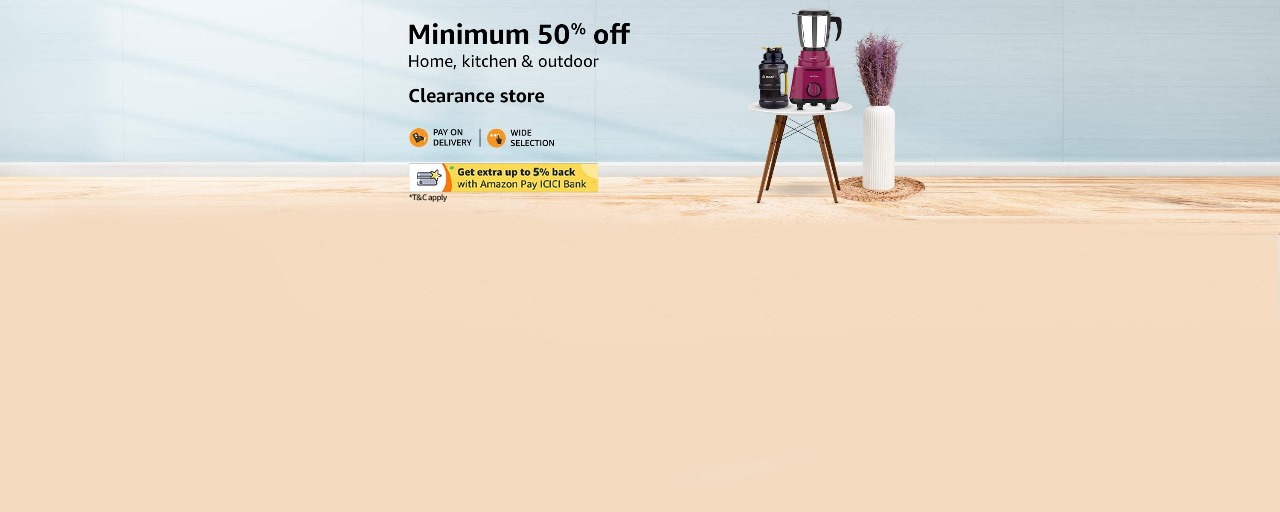 Minimum 50% off
Home, kitchen & outdoor
Clearance store
PAY ON
DELIVERY
WIDE
SELECTION
Get extra up to 5% back
with Amazon Pay ICICI Bank
*T&C apply